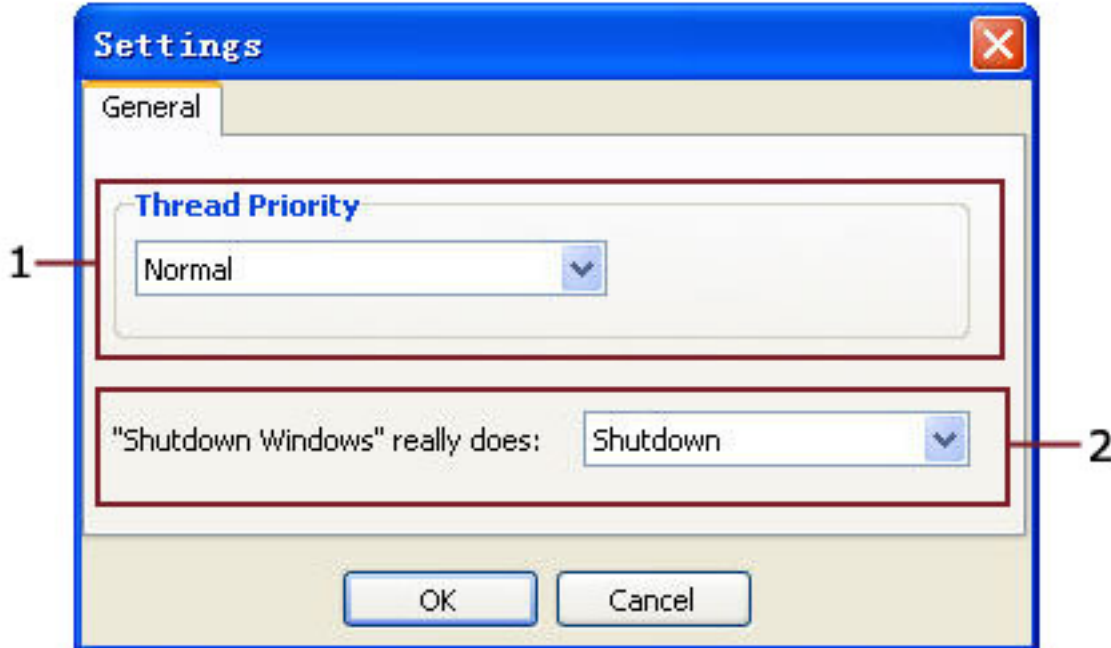 Settings
General
Thread Priority
1
Normal
"Shutdown Windows" really does:
Shutdown
2
OK
Cancel